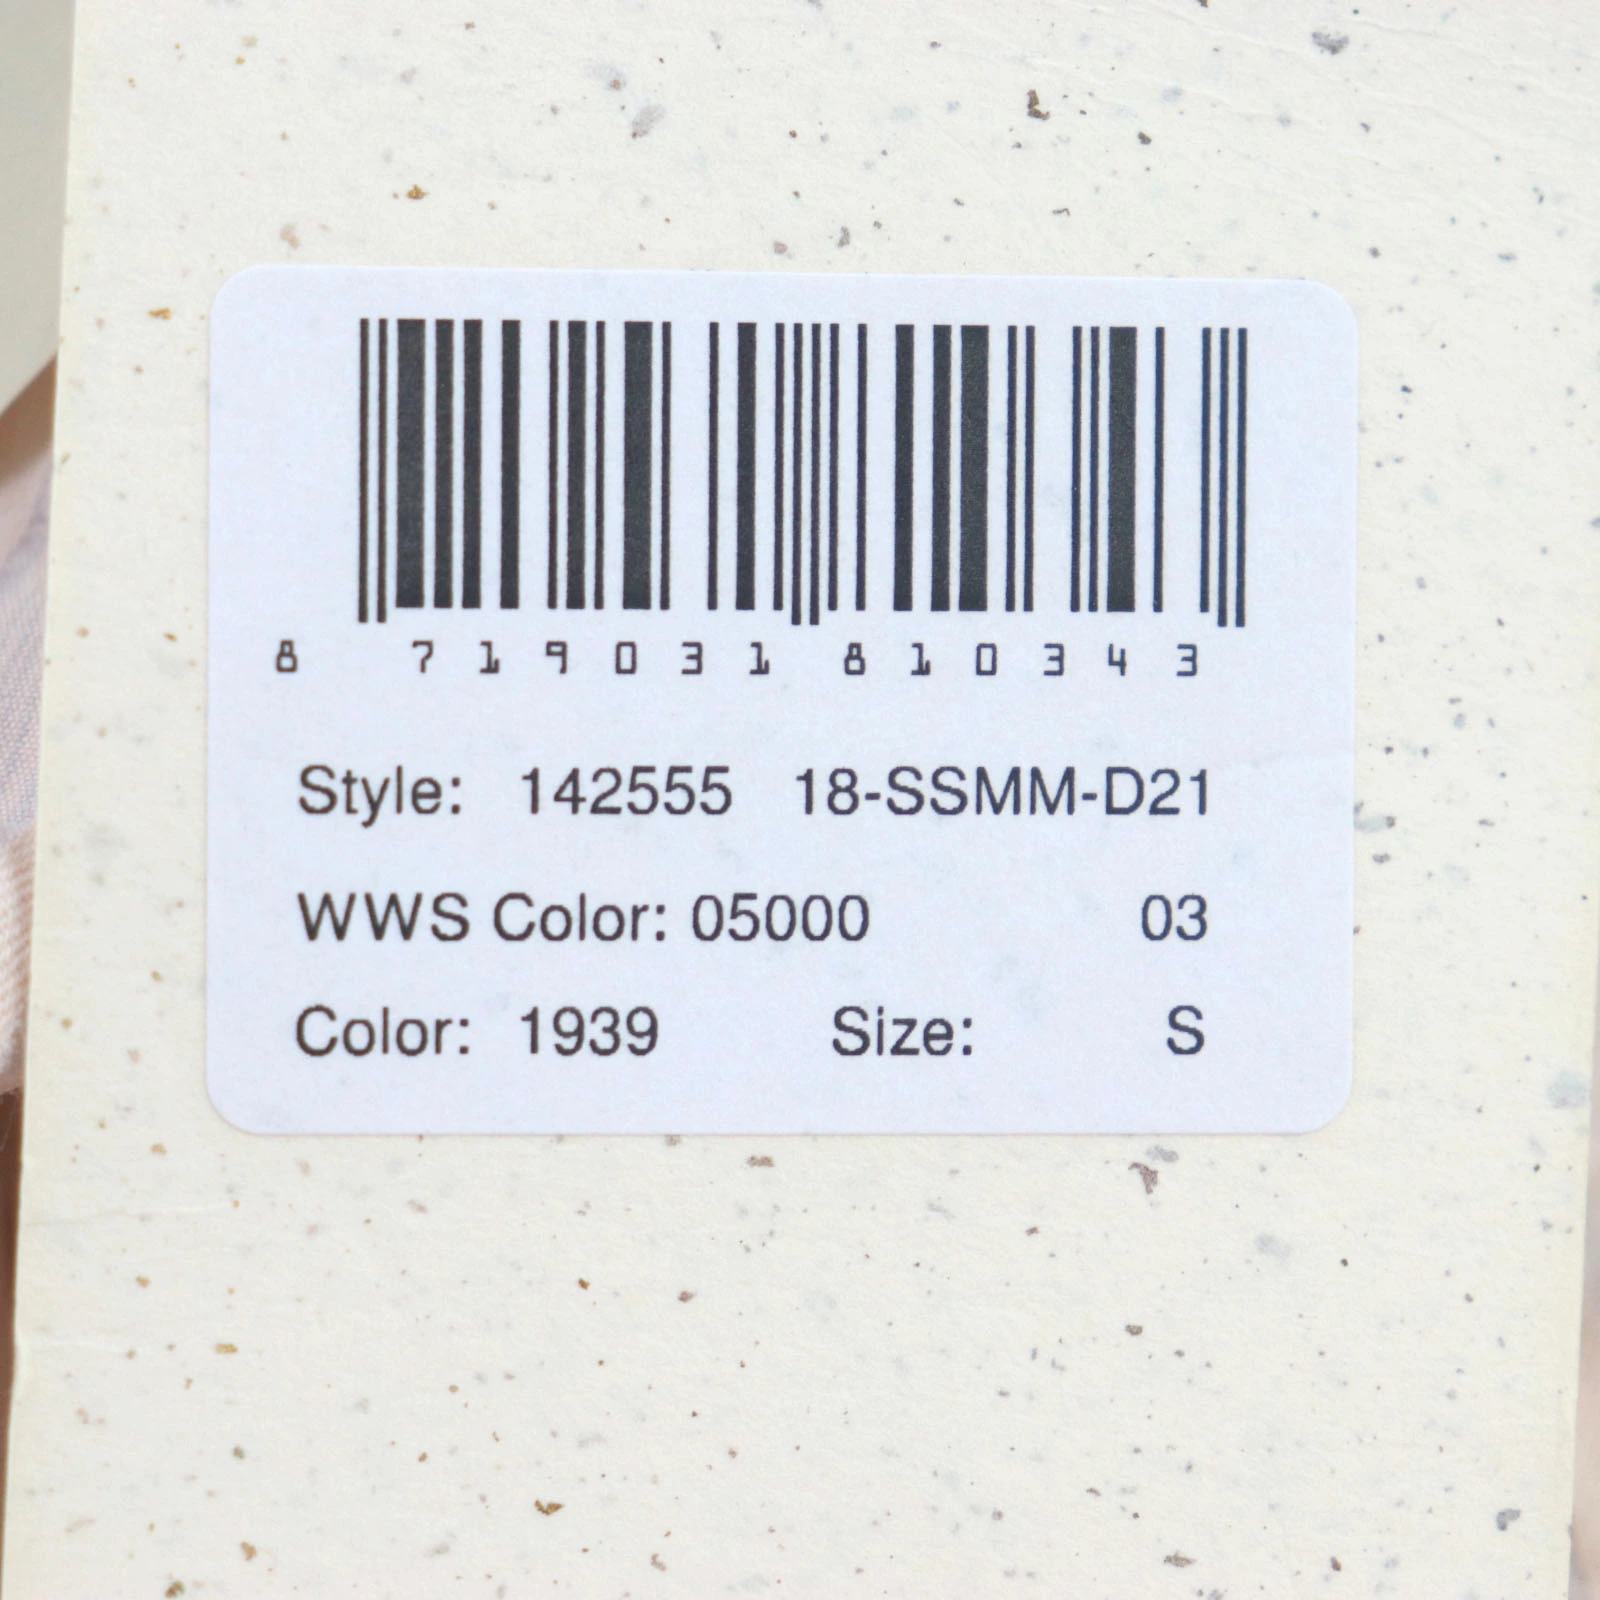 8 719031 810343
Style: 142555 18-SSMM-D21
WWS Color: 05000 03
Color: 1939 Size: S